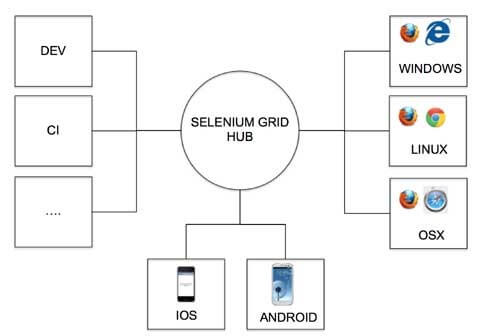 DEV
CI
....
SELENIUM GRID
HUB
WINDOWS
LINUX
OSX
IOS
ANDROID